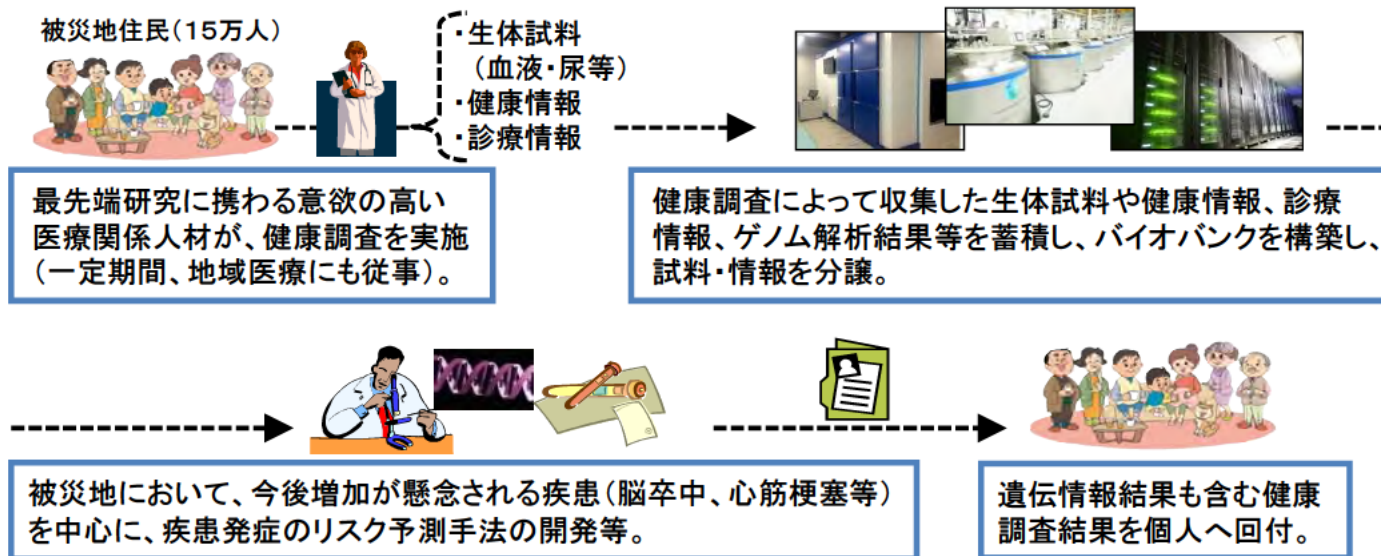 被災地住民(15万人)
・生体試料
(血液・尿等)
・健康情報
・診療情報
最先端研究に携わる意欲の高い
医療関係人材が、健康調査を実施
(一定期間、地域医療にも従事)。
健康調査によって収集した生体試料や健康情報、診療
情報、ゲノム解析結果等を蓄積し、バイオバンクを構築し、
試料・情報を分譲。
被災地において、今後増加が懸念される疾患(脳卒中、心筋梗塞等)
を中心に、疾患発症のリスク予測手法の開発等。
遺伝情報結果も含む健康
調査結果を個人へ回付。